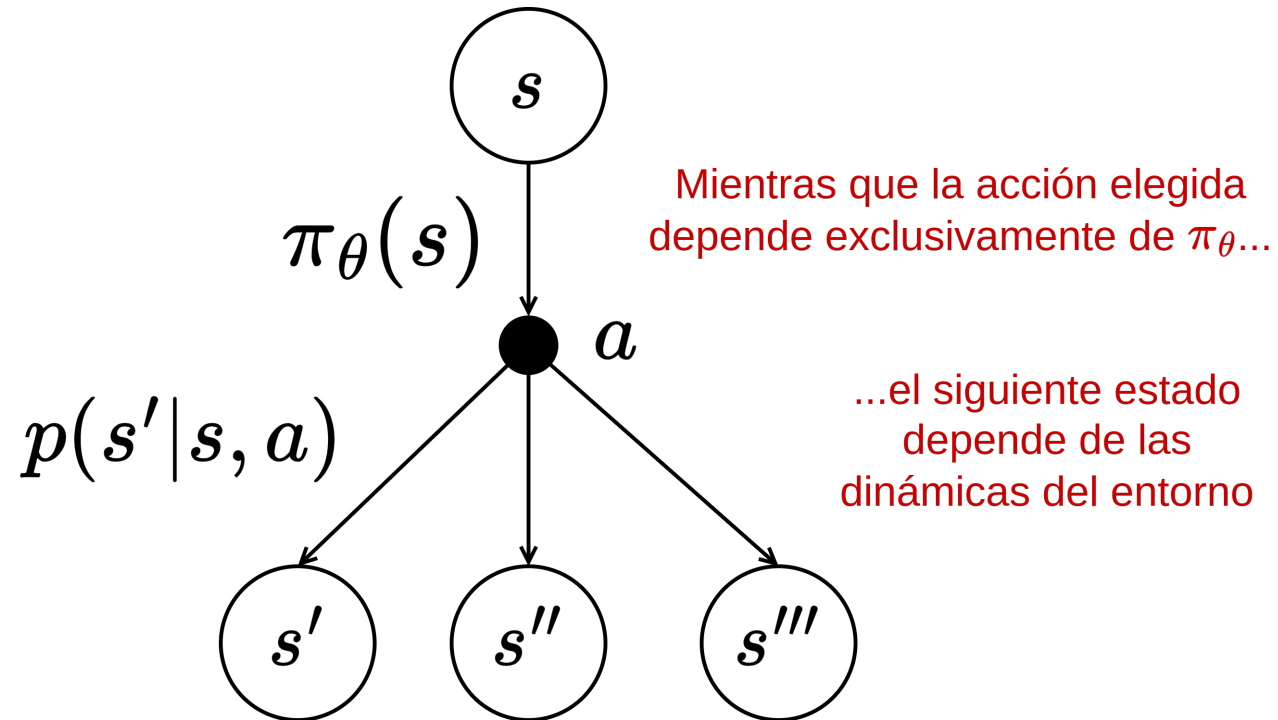 s
Mientras que la acción elegida
depende exclusivamente de π_θ...
π_θ(s)
a
...el siguiente estado
depende de las
dinámicas del entorno
p(s′|s, a)
s′
s′′
s′′′